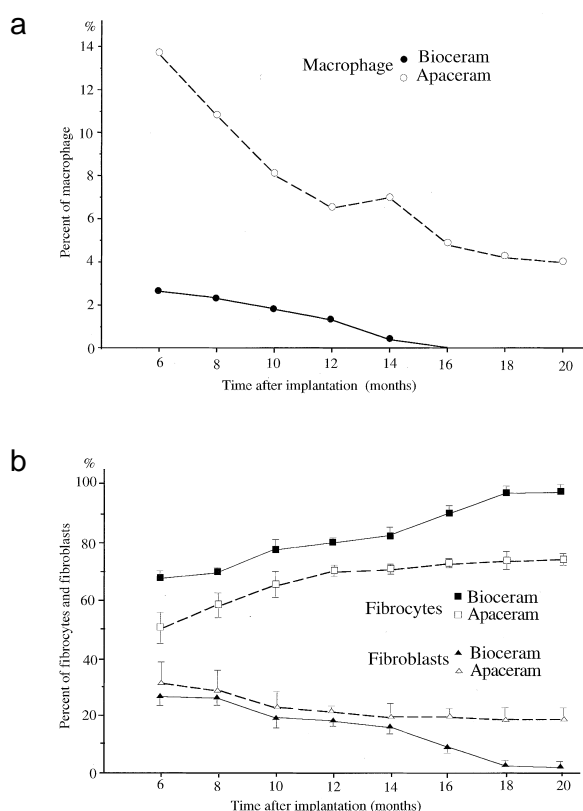 a
%
14
12
10
8
6
4
2
0
Percent of macrophage
Macrophage
Bioceram
Apaceram
6 8 10 12 14 16 18 20
Time after implantation (months)
b
%
100
80
60
40
20
0
Percent of fibrocytes and fibroblasts
Fibrocytes
Bioceram
Apaceram
Fibroblasts
Bioceram
Apaceram
6 8 10 12 14 16 18 20
Time after implantation (months)